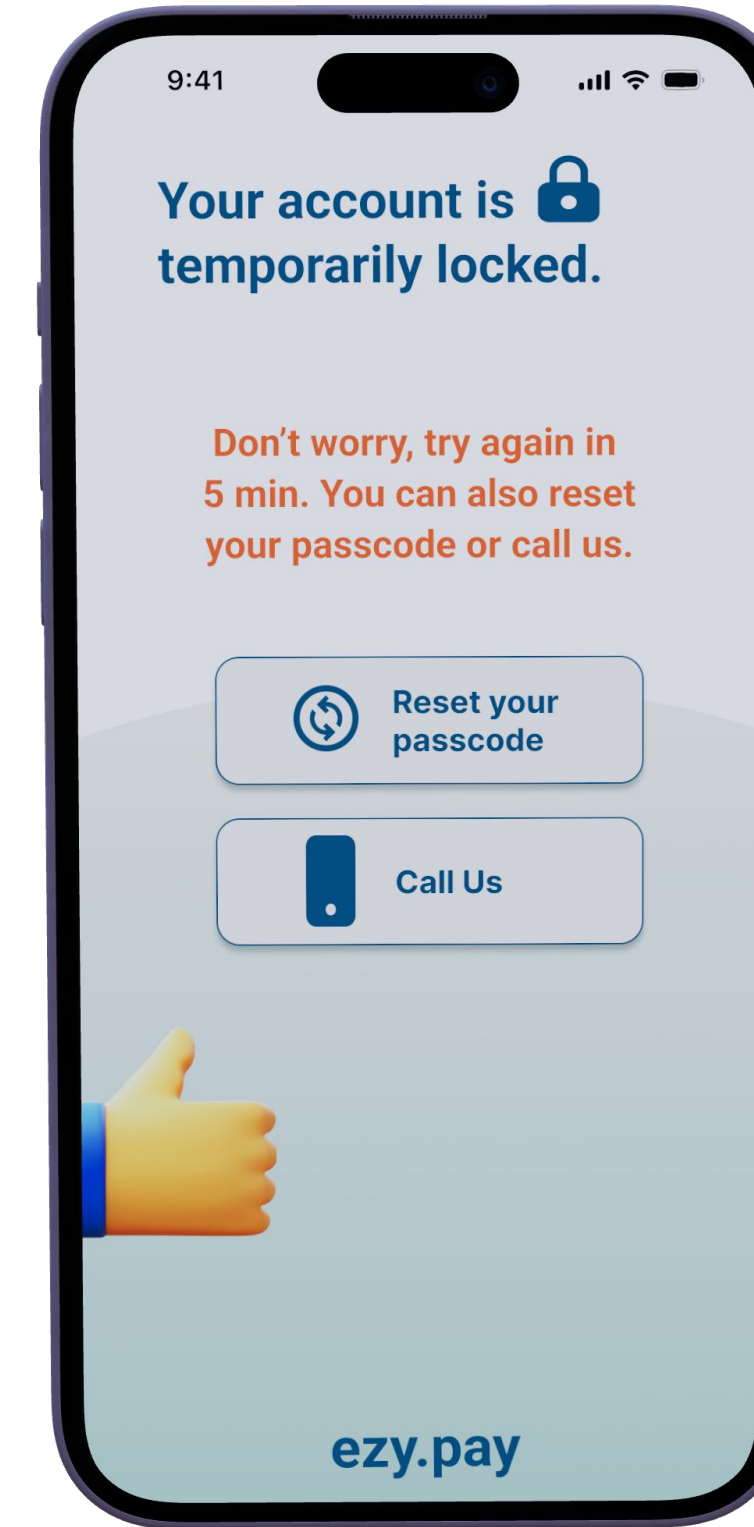 9:41
Your account is
temporarily locked.
Don’t worry, try again in
5 min. You can also reset
your passcode or call us.
Reset your
passcode
Call Us
ezy.pay